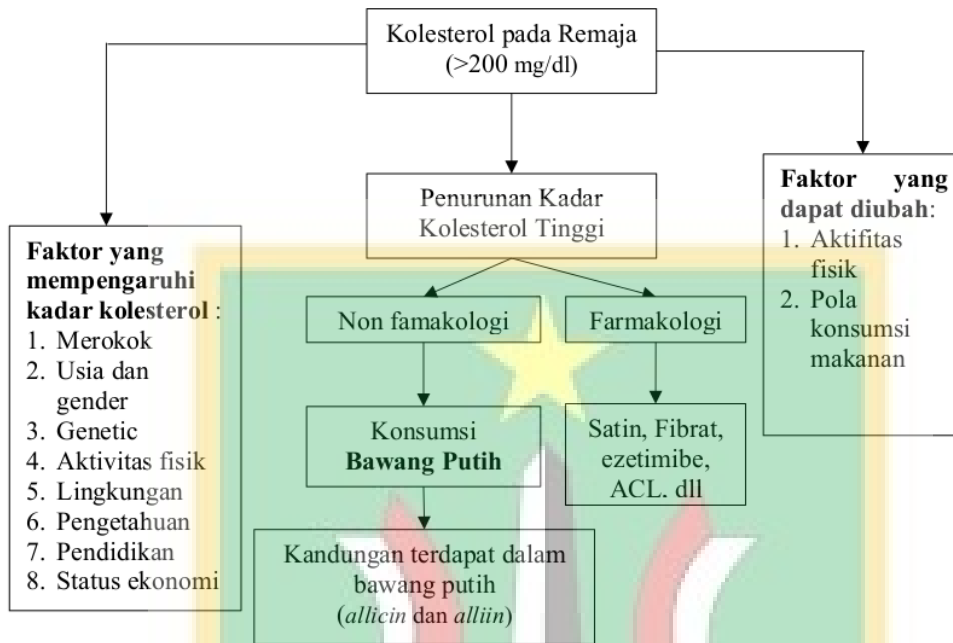 Kolesterol pada Remaja
(>200 mg/dl)
Penurunan Kadar
Kolesterol Tinggi
Faktor yang
dapat diubah:
1. Aktifitas
fisik
2. Pola
konsumsi
makanan
Faktor yang
mempengaruhi
kadar kolesterol :
1. Merokok
2. Usia dan
gender
3. Genetic
4. Aktivitas fisik
5. Lingkungan
6. Pengetahuan
7. Pendidikan
8. Status ekonomi
Non famakologi
Farmakologi
Konsumsi
Bawang Putih
Satin, Fibrat,
ezetimibe,
ACL. dll
Kandungan terdapat dalam
bawang putih
(allicin dan alliin)